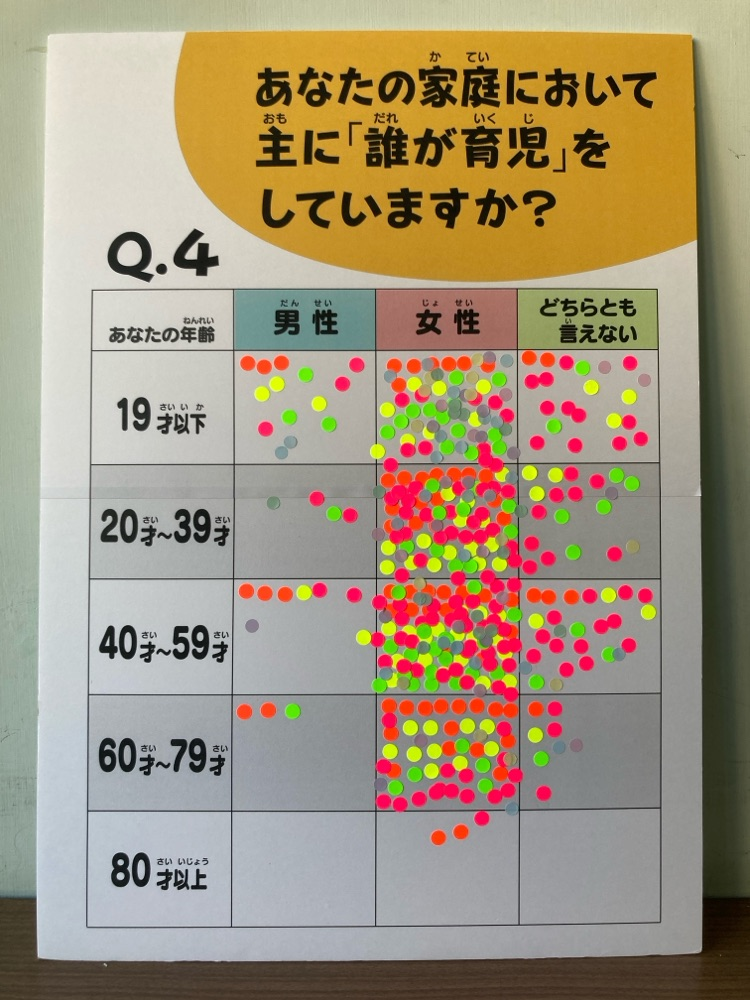 あなたの家庭において
主に「誰が育児」を
していますか？
Q.4
あなたの年齢
男性
女性
どちらとも
言えない
19才以下
20才~39才
40才~59才
60才~79才
80才以上